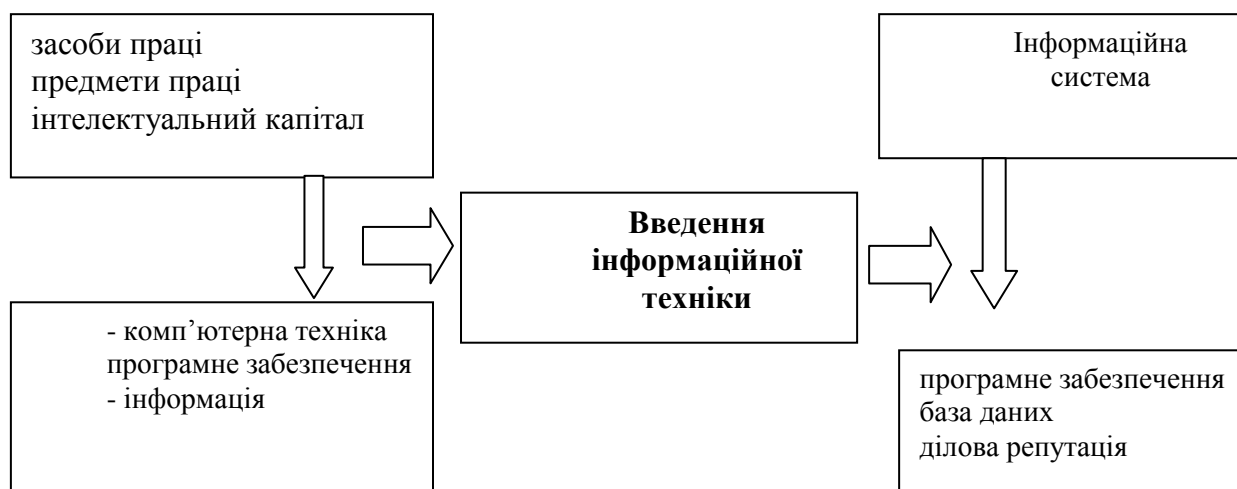 засоби праці
предмети праці
інтелектуальний капітал
Інформаційна
система
Введення
інформаційної
техніки
- комп’ютерна техніка
програмне забезпечення
- інформація
програмне забезпечення
база даних
ділова репутація